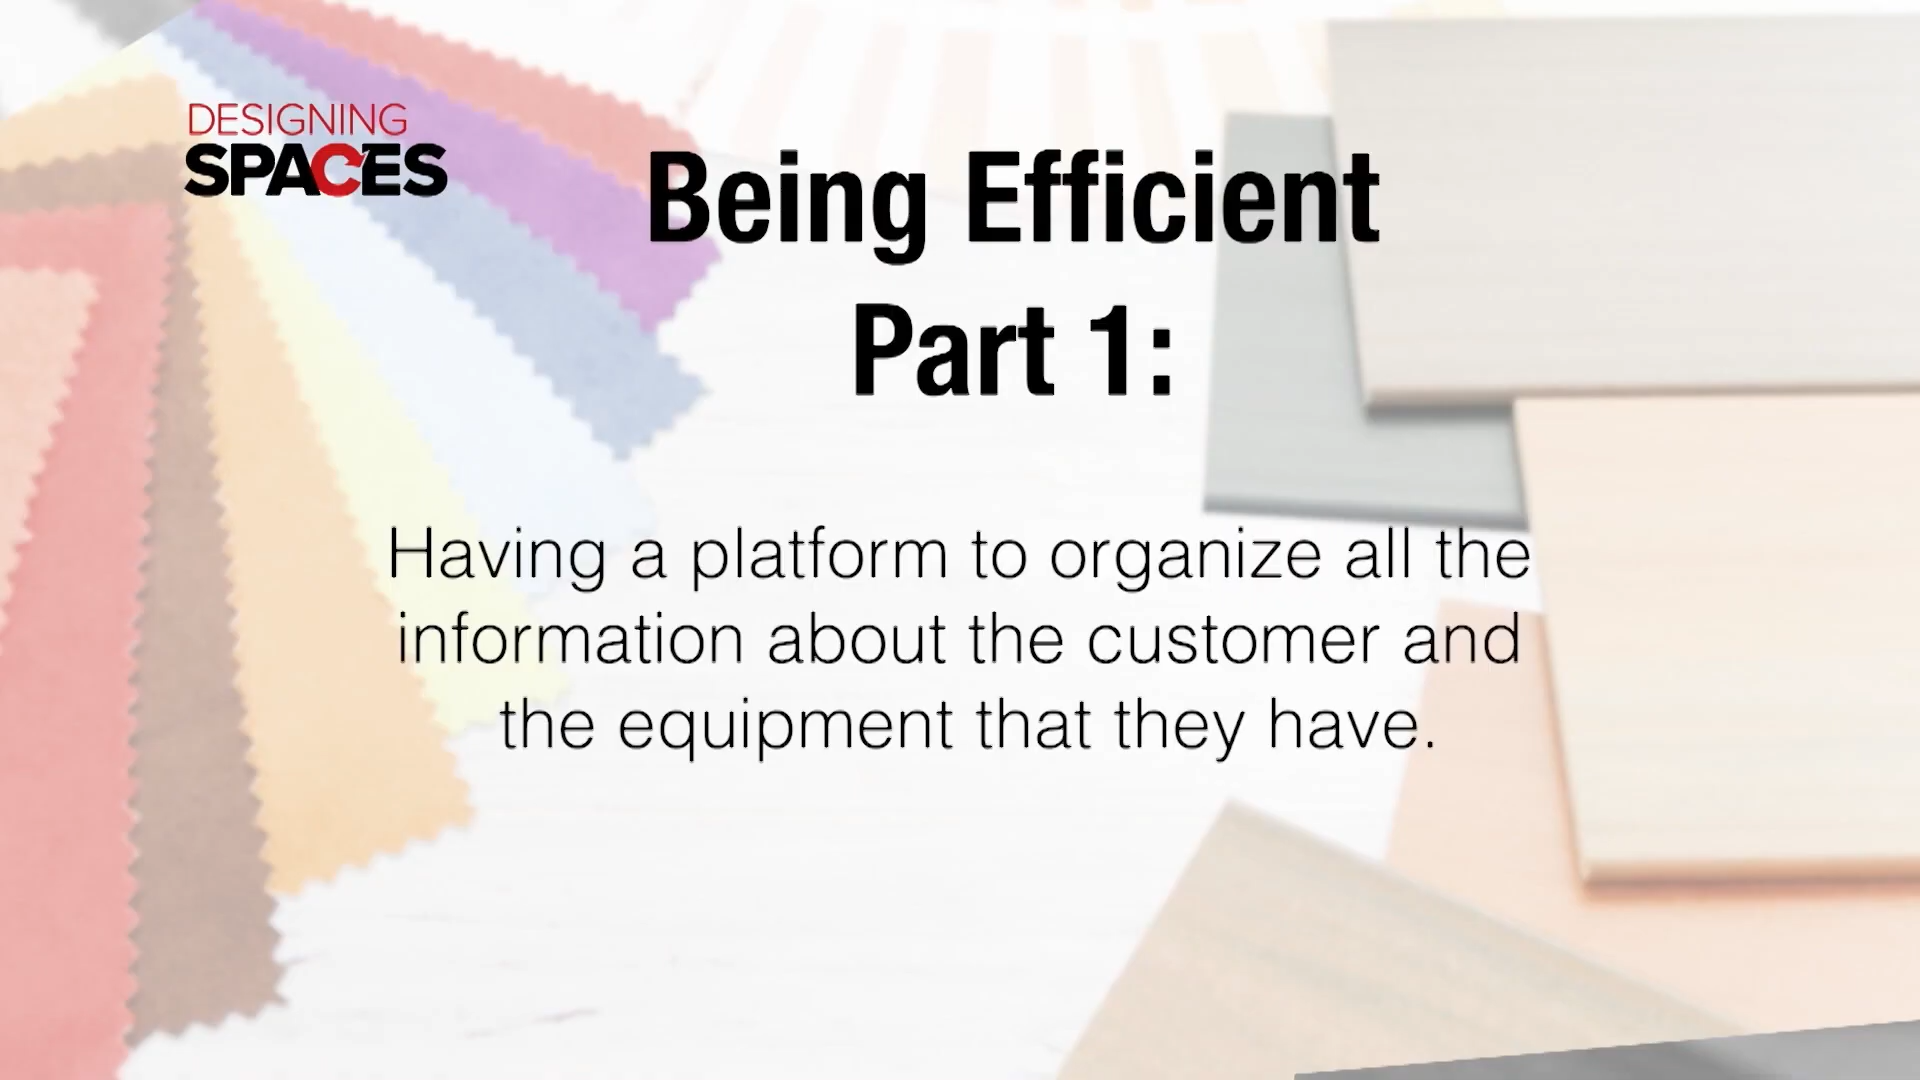 DESIGNING
SPACES
Being Efficient
Part 1:
Having a platform to organize all the
information about the customer and
the equipment that they have.